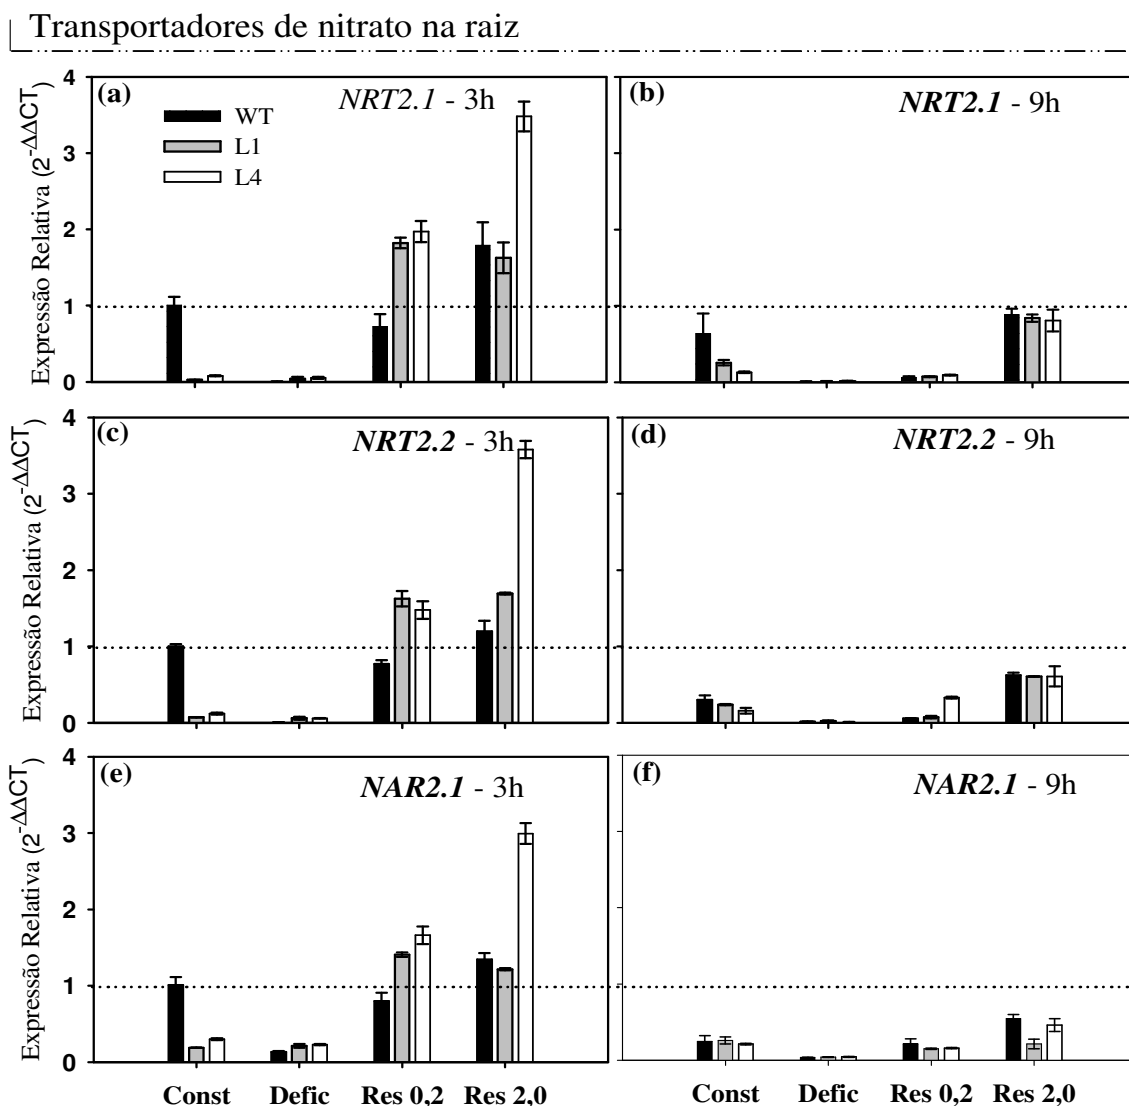 Transportadores de nitrato na raiz
(a) NRT2.1 - 3h
WT
L1
L4
Expressão Relativa (2^-ΔΔCT)
4
3
2
1
0
(b) NRT2.1 - 9h
(c) NRT2.2 - 3h
Expressão Relativa (2^-ΔΔCT)
4
3
2
1
0
(d) NRT2.2 - 9h
(e) NAR2.1 - 3h
Expressão Relativa (2^-ΔΔCT)
4
3
2
1
0
(f) NAR2.1 - 9h
Const Defic Res 0,2 Res 2,0
Const Defic Res 0,2 Res 2,0